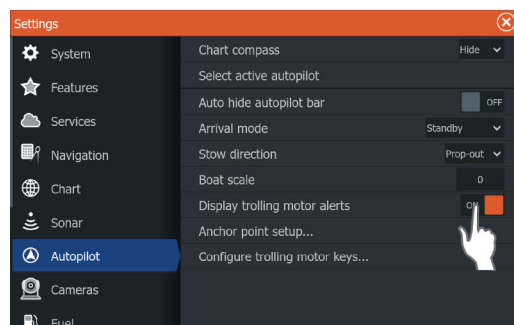 Settings
System
Features
Services
Navigation
Chart
Sonar
Autopilot
Cameras
Fuel
Chart compass Hide
Select active autopilot
Auto hide autopilot bar OFF
Arrival mode Standby
Stow direction Prop-out
Boat scale 0
Display trolling motor alerts ON
Anchor point setup...
Configure trolling motor keys...